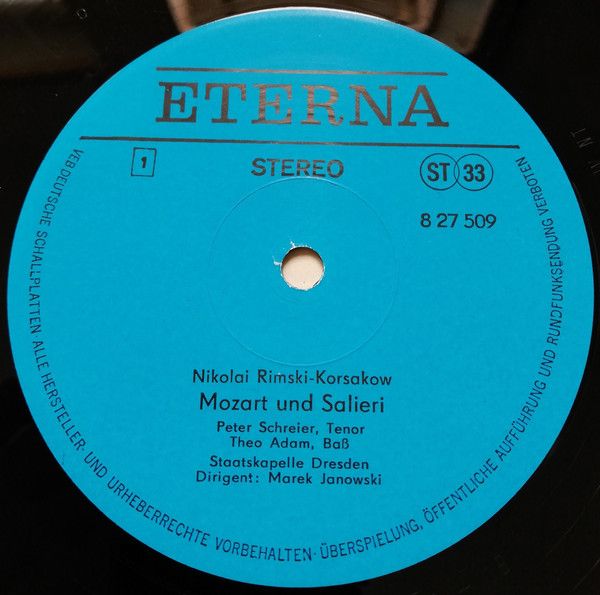 ETERNA
1
STEREO
ST 33
8 27 509
Nikolai Rimski-Korsakow
Mozart und Salieri
Peter Schreier, Tenor
Theo Adam, Baß
Staatskapelle Dresden
Dirigent: Marek Janowski
VEB DEUTSCHE SCHALLPLATTEN ALLE HERSTELLER- UND URHEBERRECHTE VORBEHALTEN · ÜBERSPIELUNG, ÖFFENTLICHE AUFFÜHRUNG UND RUNDFUNKSENDUNG VERBOTEN